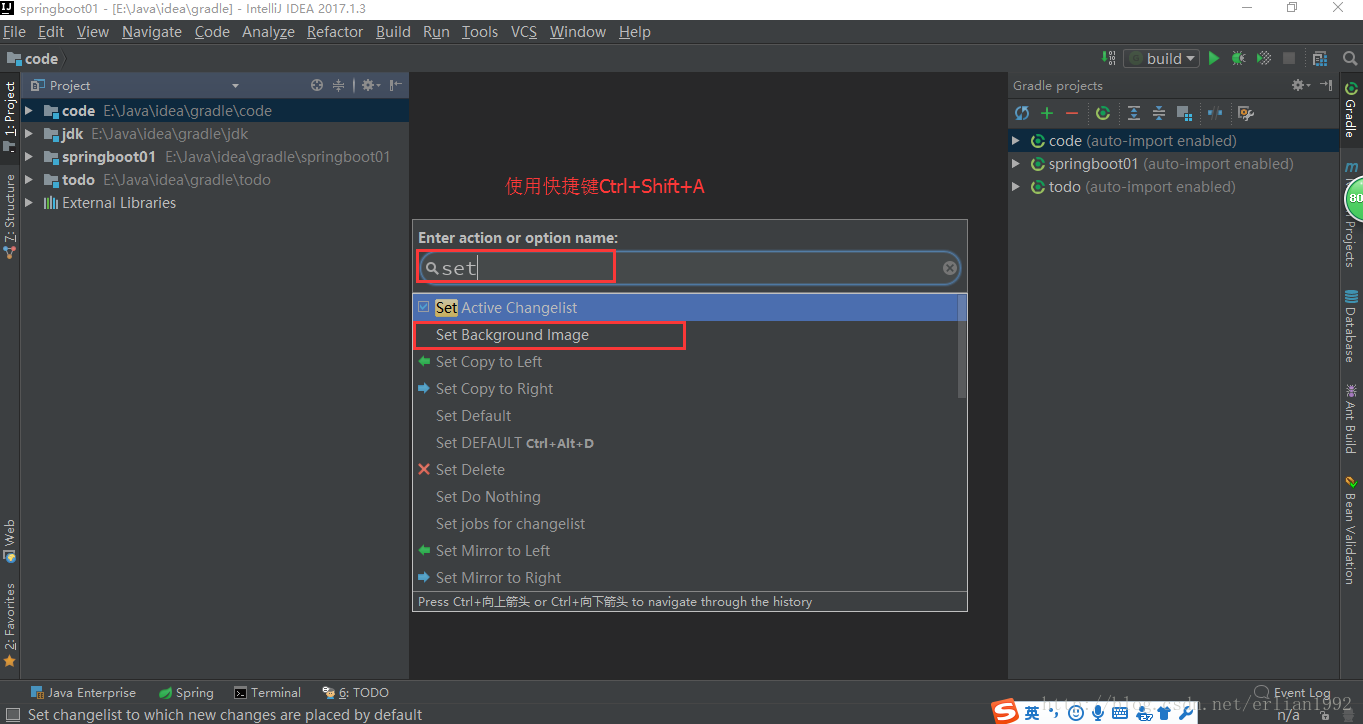 springboot01 - [E:\Java\idea\gradle] - IntelliJ IDEA 2017.1.3
File Edit View Navigate Code Analyze Refactor Build Run Tools VCS Window Help
code
build
Project
Gradle projects
1: Project
7: Structure
Web
2: Favorites
code E:\Java\idea\gradle\code
jdk E:\Java\idea\gradle\jdk
springboot01 E:\Java\idea\gradle\springboot01
todo E:\Java\idea\gradle\todo
External Libraries
使用快捷键Ctrl+Shift+A
Enter action or option name:
set
Set Active Changelist
Set Background Image
Set Copy to Left
Set Copy to Right
Set Default
Set DEFAULT Ctrl+Alt+D
Set Delete
Set Do Nothing
Set jobs for changelist
Set Mirror to Left
Set Mirror to Right
Press Ctrl+向上箭头 or Ctrl+向下箭头 to navigate through the history
code (auto-import enabled)
springboot01 (auto-import enabled)
todo (auto-import enabled)
Gradle
m
80
Projects
Database
Ant Build
Bean Validation
Java Enterprise Spring Terminal 6: TODO Event Log
Set changelist to which new changes are placed by default
英
n/a
http://blog.csdn.net/erlian1992